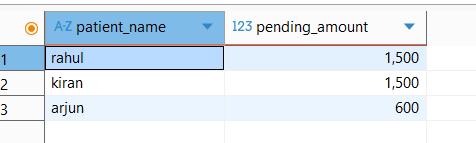 A-Z patient_name 123 pending_amount
1 rahul 1,500
2 kiran 1,500
3 arjun 600